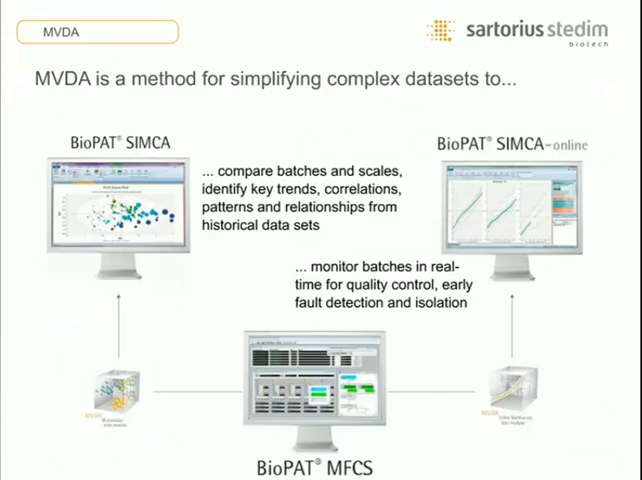 MVDA
sartorius stedim
biotech
MVDA is a method for simplifying complex datasets to...
BioPAT® SIMCA
BioPAT® SIMCA-online
... compare batches and scales,
identify key trends, correlations,
patterns and relationships from
historical data sets
... monitor batches in real-
time for quality control, early
fault detection and isolation
MVDA
MVDA
BioPAT® MFCS